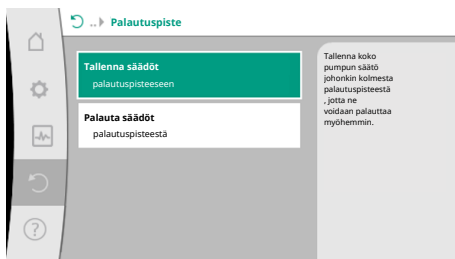 .. Palautuspiste
Tallenna säädöt
palautuspisteeseen
Palauta säädöt
palautuspisteestä
Tallenna koko
pumpun säätö
johonkin kolmesta
palautuspisteestä
, jotta ne
voidaan palauttaa
myöhemmin.
?